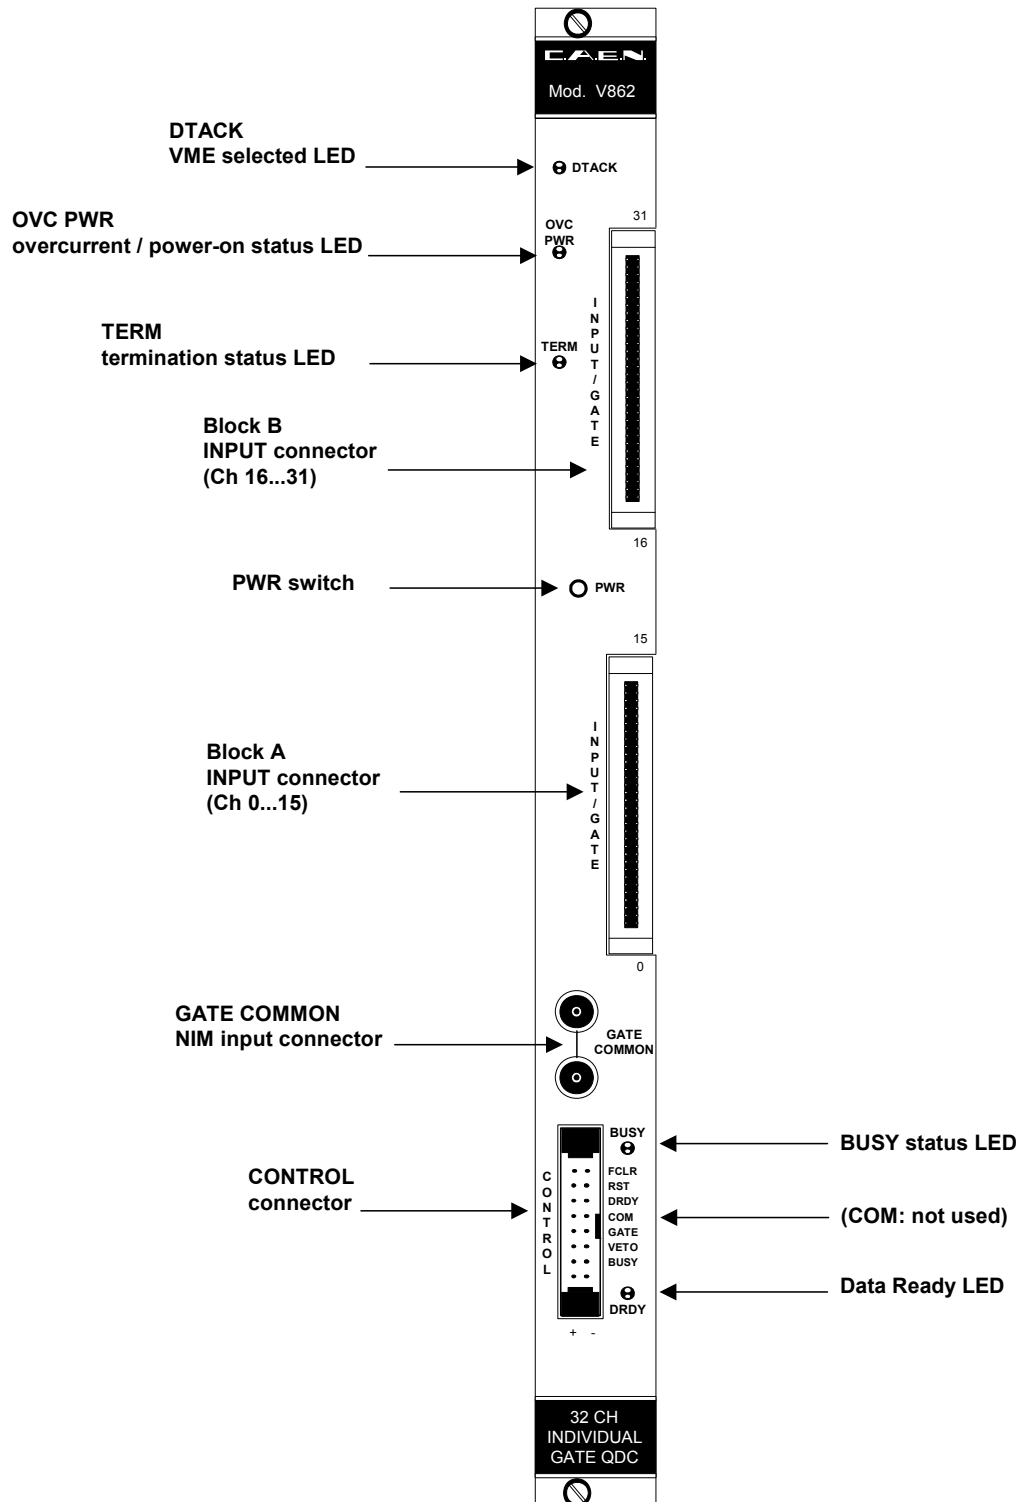 C.A.E.N.
Mod. V862
DTACK
VME selected LED
DTACK
OVC PWR
overcurrent / power-on status LED
OVC
PWR
31
TERM
termination status LED
TERM
INPUT/GATE
Block B
INPUT connector
(Ch 16...31)
16
PWR switch
PWR
15
Block A
INPUT connector
(Ch 0...15)
INPUT/GATE
0
GATE COMMON
NIM input connector
GATE
COMMON
BUSY
BUSY status LED
CONTROL
connector
CONTROL
FCLR
RST
DRDY
COM
GATE
VETO
BUSY
(COM: not used)
DRDY
Data Ready LED
+ -
32 CH
INDIVIDUAL
GATE QDC